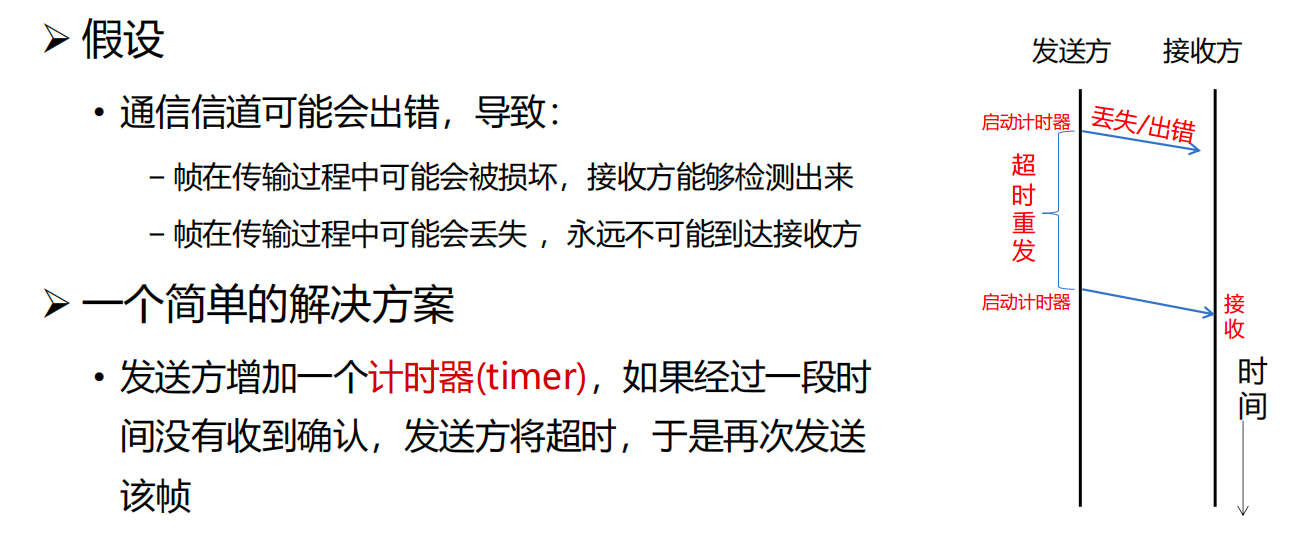 ➢ 假设
• 通信信道可能会出错，导致：
– 帧在传输过程中可能会被损坏，接收方能够检测出来
– 帧在传输过程中可能会丢失 ，永远不可能到达接收方
➢ 一个简单的解决方案
• 发送方增加一个计时器(timer)，如果经过一段时
间没有收到确认，发送方将超时，于是再次发送
该帧
发送方 接收方
启动计时器
丢失/出错
超时重发
启动计时器
接收
时间